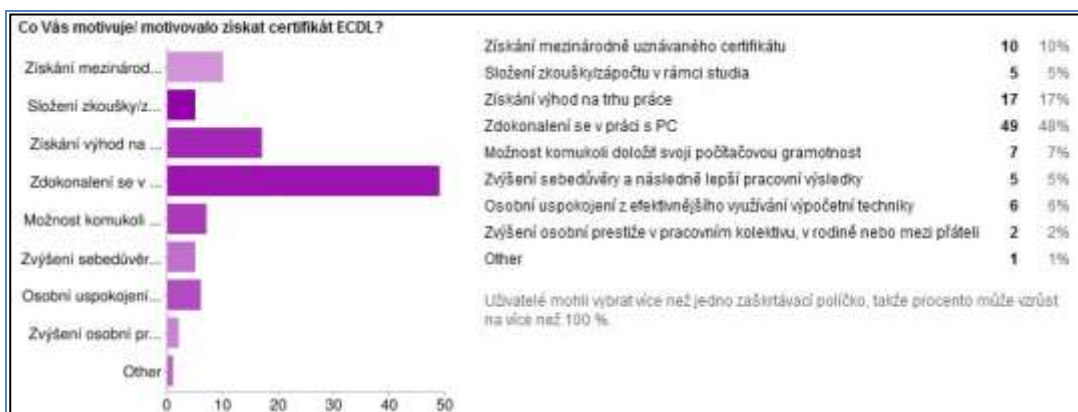 Co Vás motivuje/ motivovalo získat certifikát ECDL?
Získání mezinárod...
Složení zkoušky/z...
Získání výhod na ...
Zdokonalení se v ...
Možnost komukoli ...
Zvýšení sebedůvěr...
Osobní uspokojení...
Zvýšení osobní pr...
Other
0 10 20 30 40 50
Získání mezinárodně uznávaného certifikátu 10 10%
Složení zkoušky/zápočtu v rámci studia 5 5%
Získání výhod na trhu práce 17 17%
Zdokonalení se v práci s PC 49 48%
Možnost komukoli doložit svoji počítačovou gramotnost 7 7%
Zvýšení sebedůvěry a následně lepší pracovní výsledky 5 5%
Osobní uspokojení z efektivnějšího využívání výpočetní techniky 6 6%
Zvýšení osobní prestiže v pracovním kolektivu, v rodině nebo mezi přáteli 2 2%
Other 1 1%
Uživatelé mohli vybrat více než jedno zaškrtávací políčko, takže procento může vzrůst
na více než 100 %.